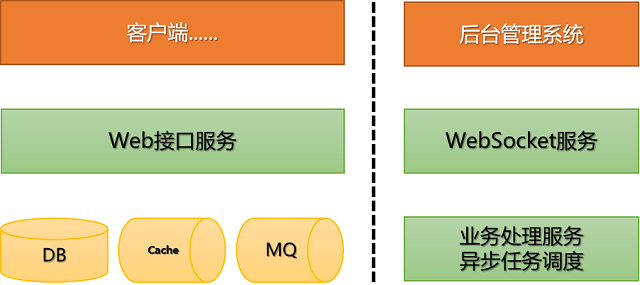 客户端......
后台管理系统
Web接口服务
WebSocket服务
DB
Cache
MQ
业务处理服务
异步任务调度